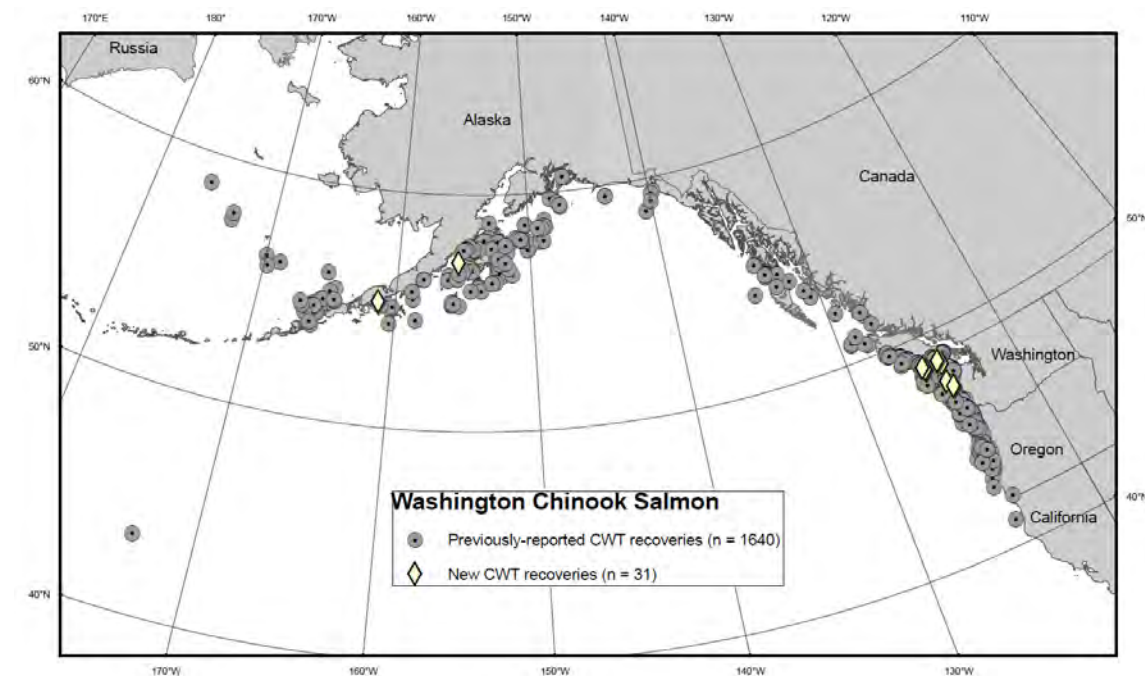 170°E 180° 170°W 160°W 150°W 140°W 130°W 120°W 110°W
Russia
60°N
Alaska
Canada
50°N
50°N
Washington
Oregon
40°N
California
Washington Chinook Salmon
Previously-reported CWT recoveries (n = 1640)
New CWT recoveries (n = 31)
40°N
170°W 160°W 150°W 140°W 130°W